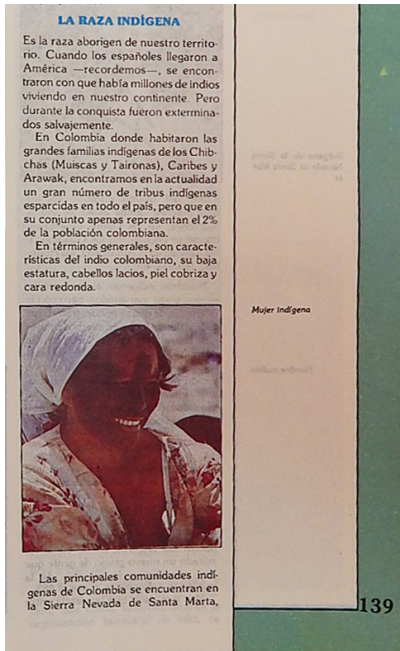 LA RAZA INDÍGENA
Es la raza aborigen de nuestro territo-
rio. Cuando los españoles llegaron a
América —recordemos—, se encon-
traron con que había millones de indios
viviendo en nuestro continente. Pero
durante la conquista fueron extermina-
dos salvajemente.
En Colombia donde habitaron las
grandes familias indígenas de los Chib-
chas (Muiscas y Taironas), Caribes y
Arawak, encontramos en la actualidad
un gran número de tribus indígenas
esparcidas en todo el país, pero que en
su conjunto apenas representan el 2%
de la población colombiana.
En términos generales, son caracte-
rísticas del indio colombiano, su baja
estatura, cabellos lacios, piel cobriza y
cara redonda.
Mujer indígena
Las principales comunidades indí-
genas de Colombia se encuentran en
la Sierra Nevada de Santa Marta,
139